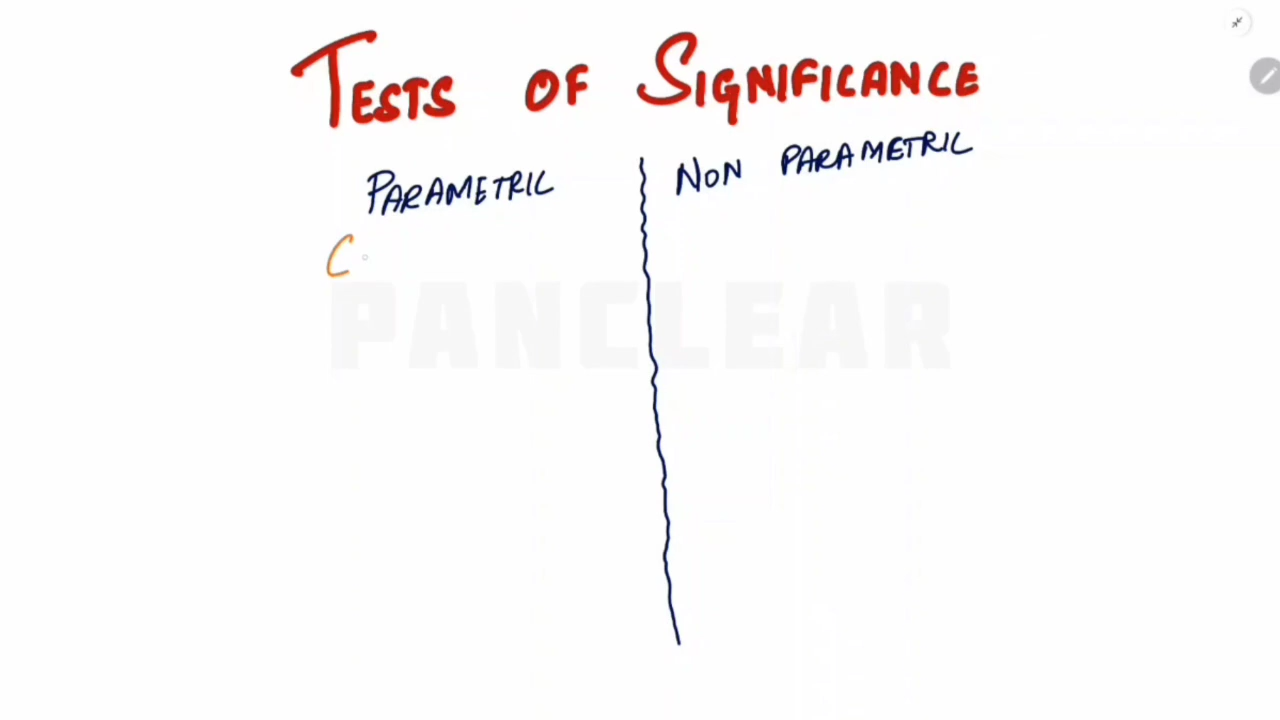 TESTS OF SIGNIFICANCE
PARAMETRIC
NON PARAMETRIC
C
PANCLEAR